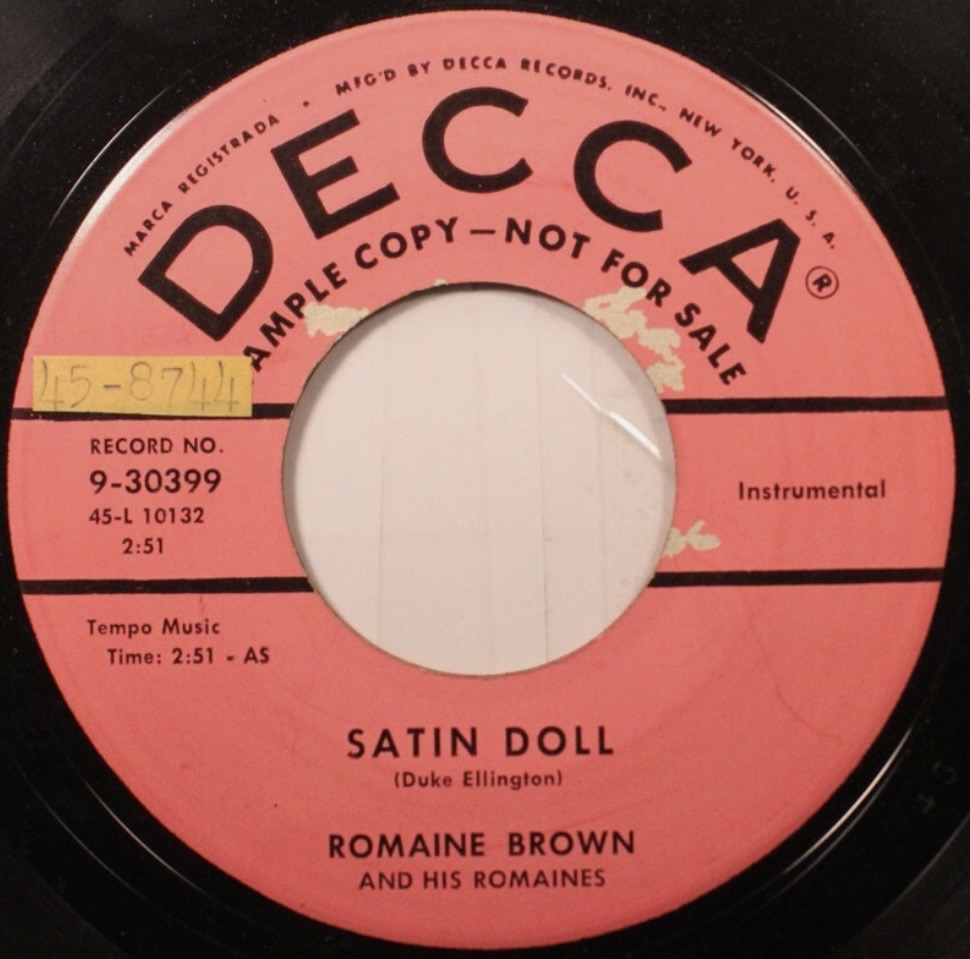 MARCA REGISTRADA • MFG'D BY DECCA RECORDS, INC., NEW YORK, U. S. A.
DECCA®
AMPLE COPY—NOT FOR SALE
45-8744
RECORD NO.
9-30399
45-L 10132
2:51
Instrumental
Tempo Music
Time: 2:51 - AS
SATIN DOLL
(Duke Ellington)
ROMAINE BROWN
AND HIS ROMAINES